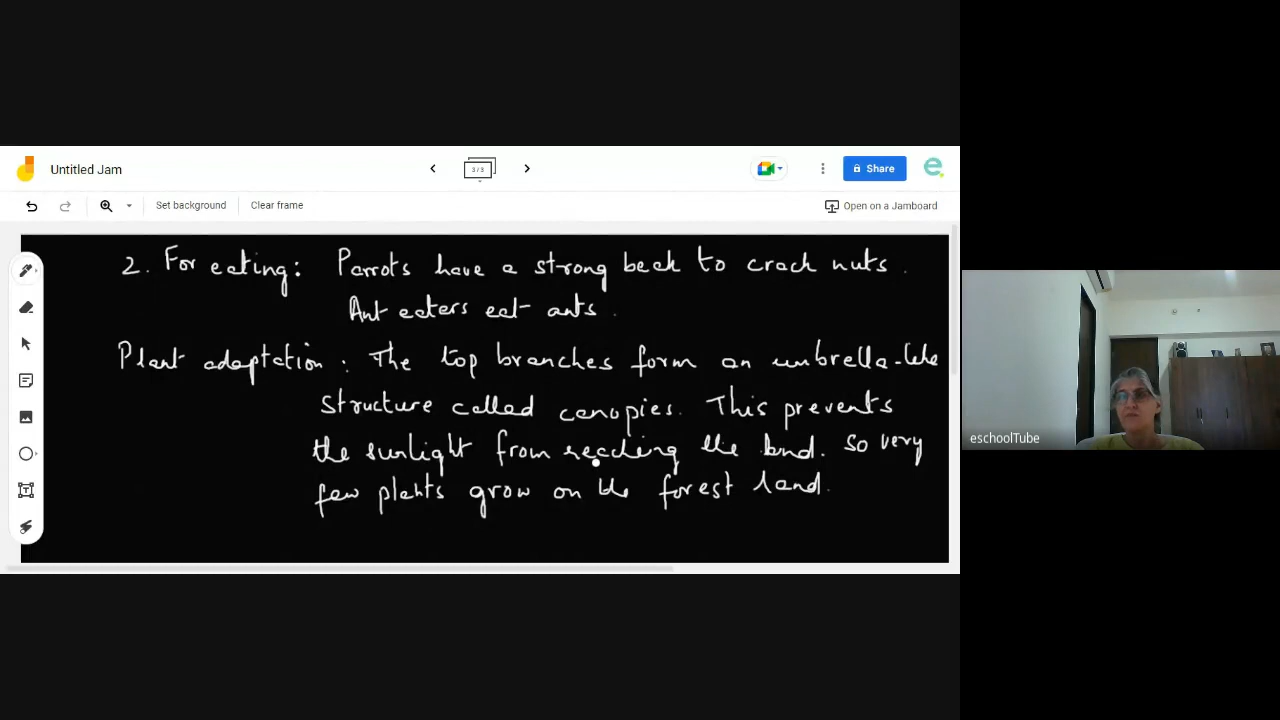 Untitled Jam
3/3
Share
Set background
Clear frame
Open on a Jamboard
2. For eating: Parrots have a strong beak to crack nuts.
Ant eaters eat ants.
Plant adaptation: The top branches form an umbrella-like
structure called canopies. This prevents
the sunlight from reaching the land. So very
few plants grow on the forest land.
eschoolTube